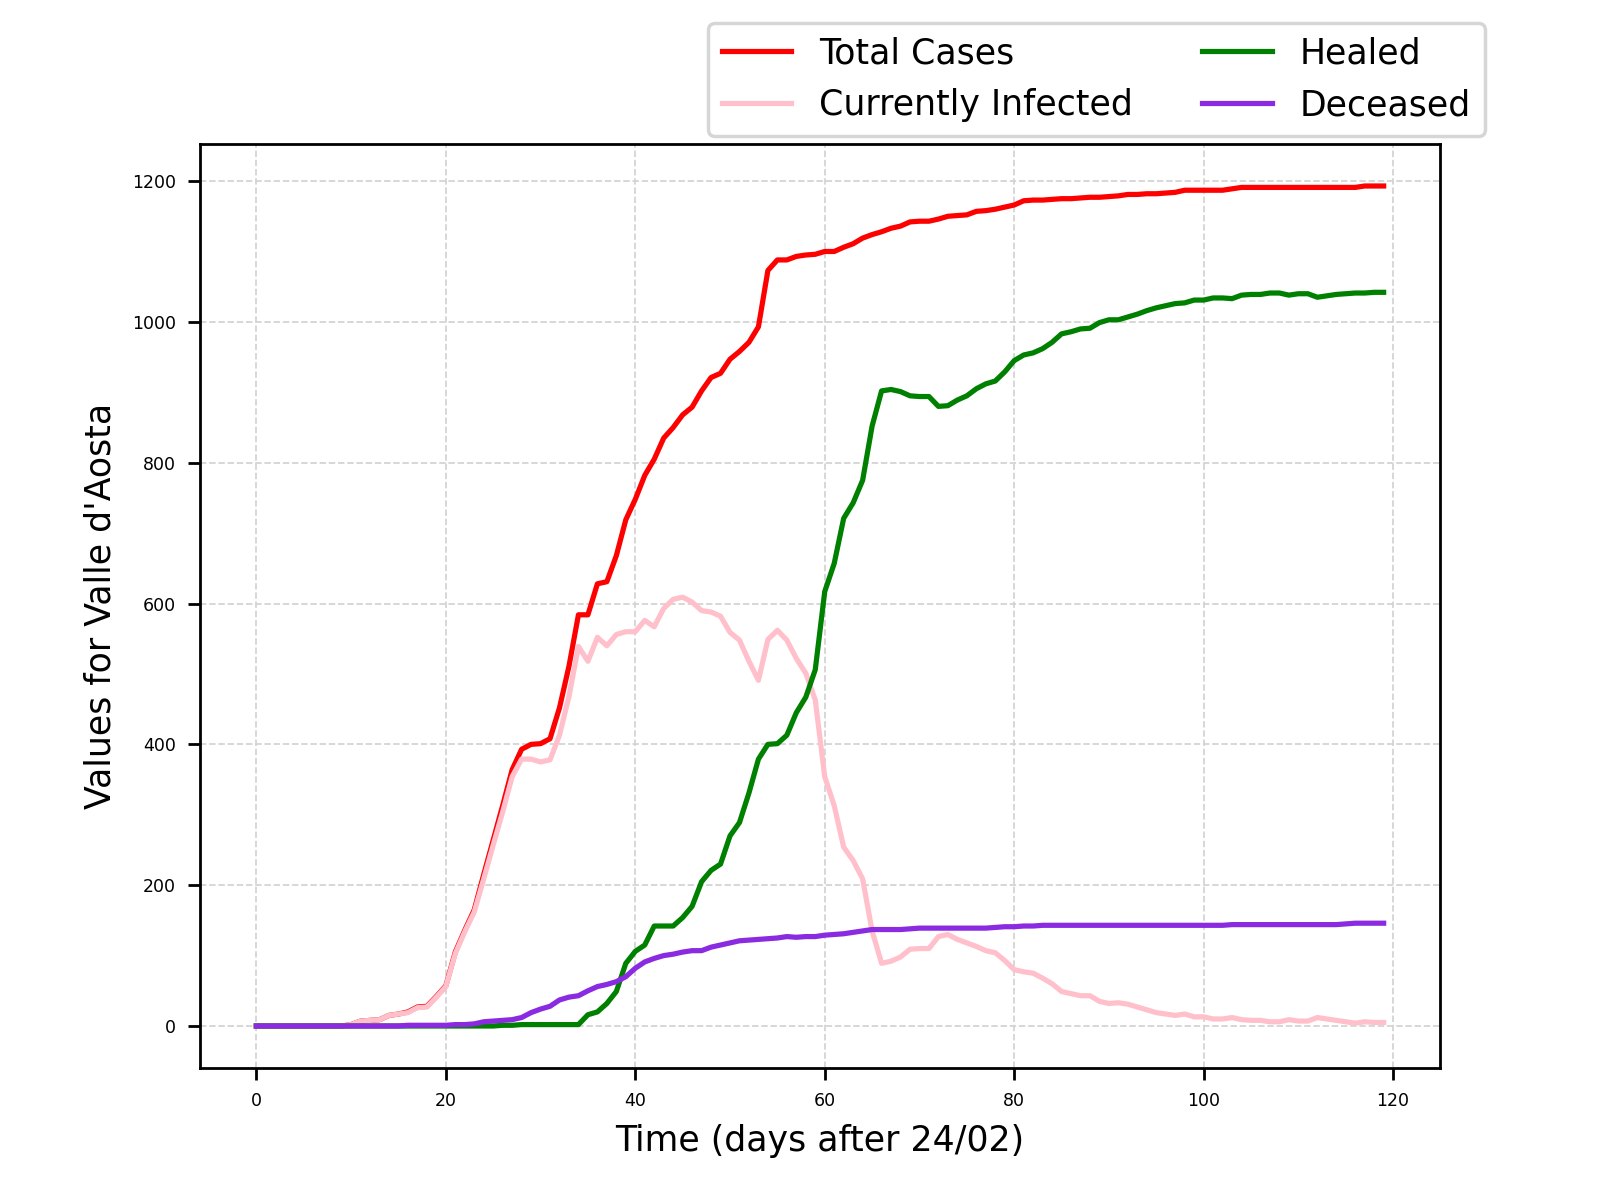 Total Cases
Currently Infected
Healed
Deceased
Values for Valle d'Aosta
1200
1000
800
600
400
200
0
0 20 40 60 80 100 120
Time (days after 24/02)